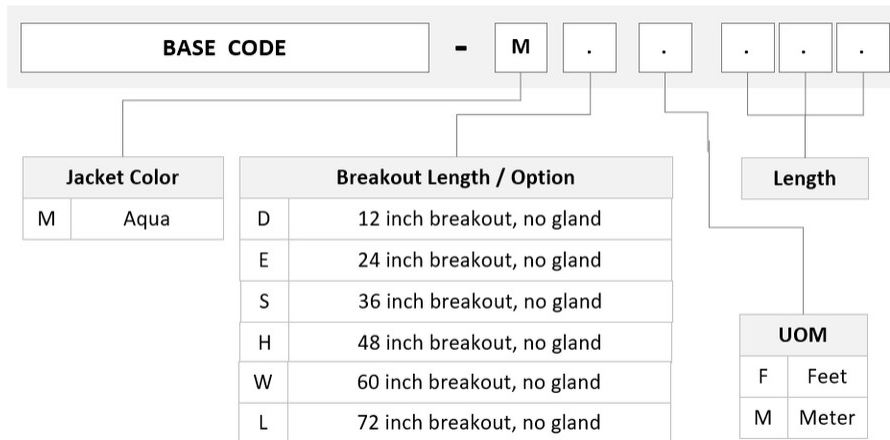 BASE CODE - M . . . . .
Jacket Color
M Aqua
Breakout Length / Option
D 12 inch breakout, no gland
E 24 inch breakout, no gland
S 36 inch breakout, no gland
H 48 inch breakout, no gland
W 60 inch breakout, no gland
L 72 inch breakout, no gland
Length
UOM
F Feet
M Meter